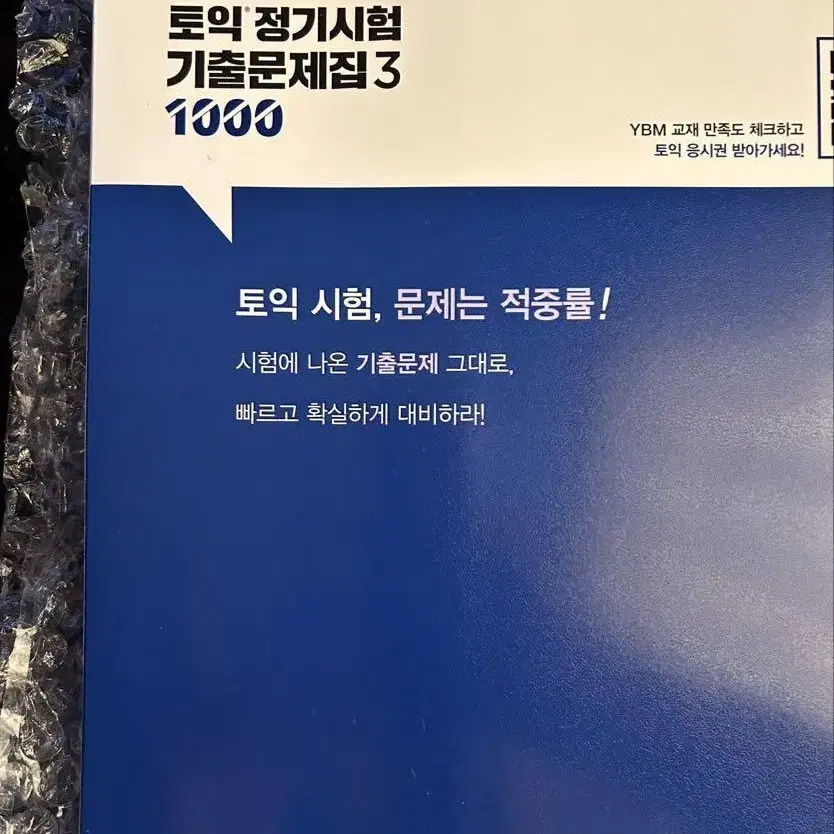 토익® 정기시험
기출문제집 3
1000
YBM 교재 만족도 체크하고
토익 응시권 받아가세요!
토익 시험, 문제는 적중률!
시험에 나온 기출문제 그대로,
빠르고 확실하게 대비하라!